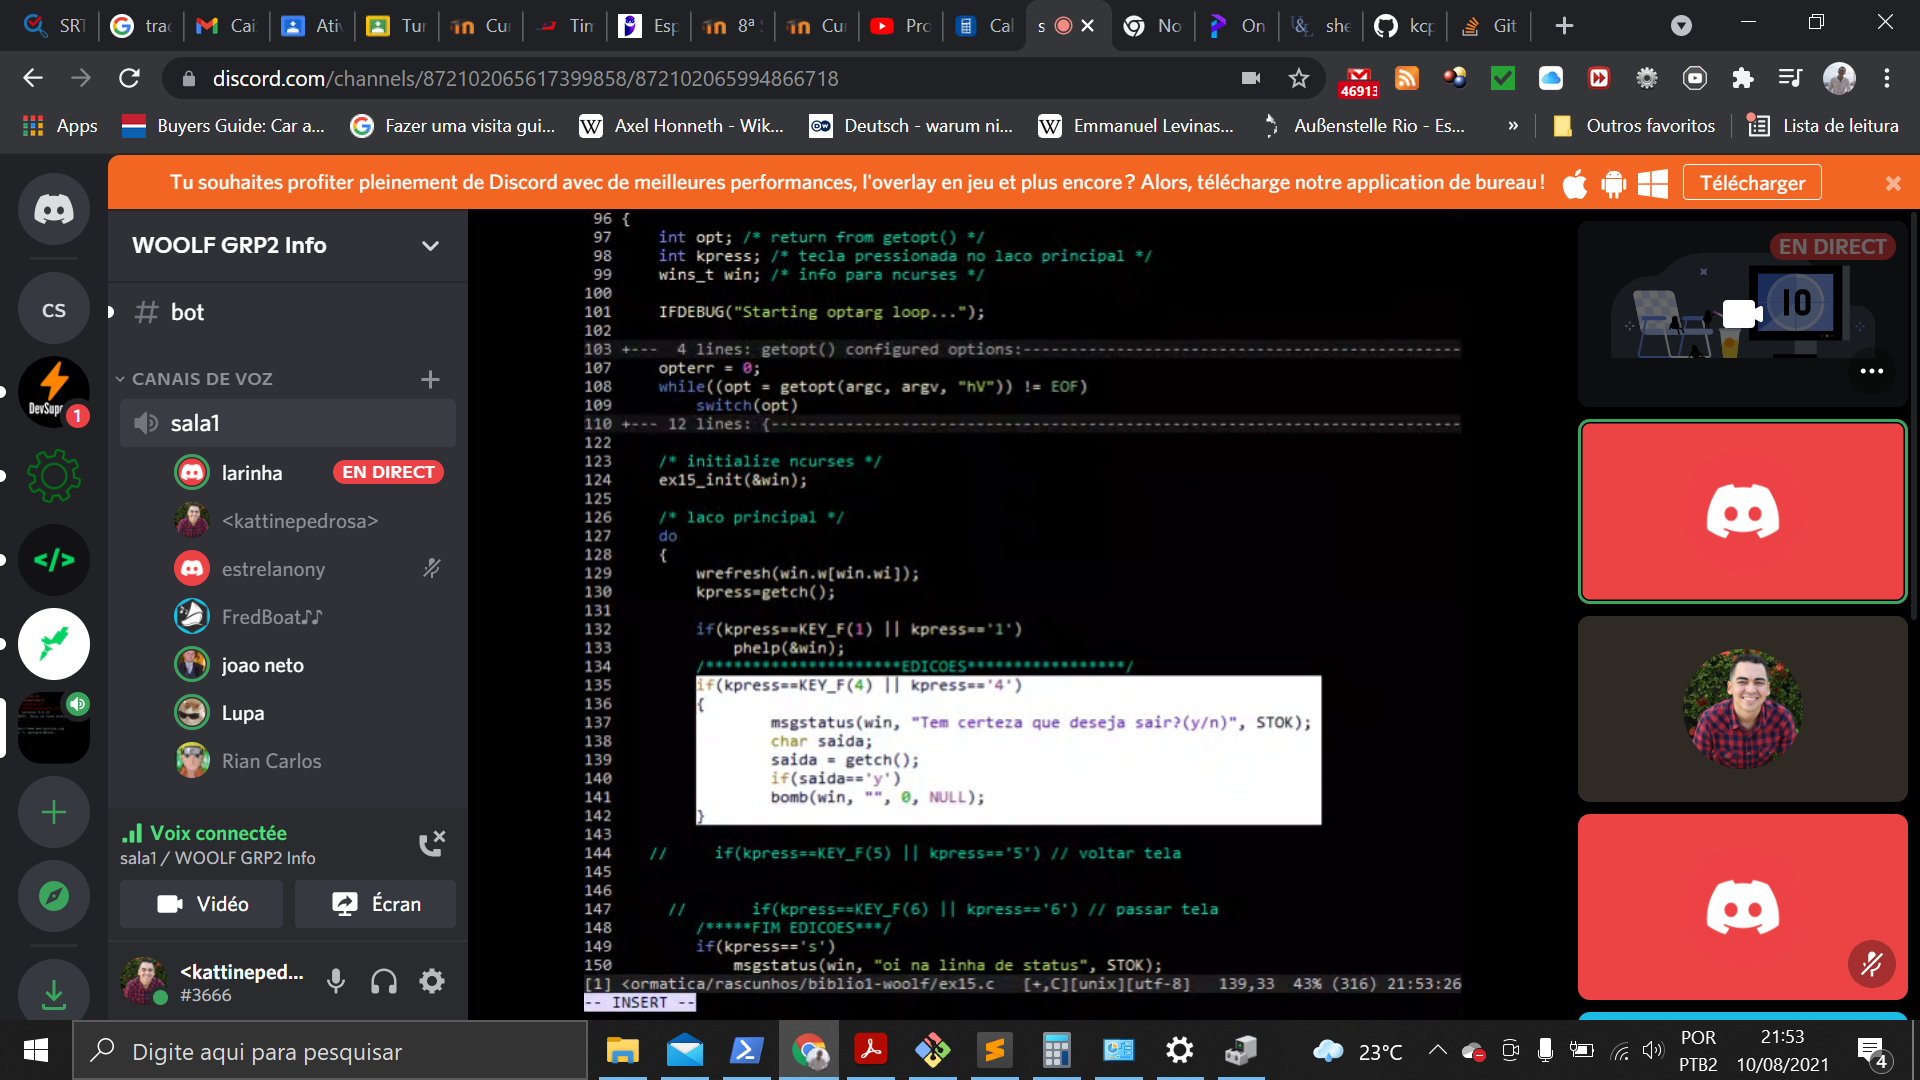 SRT
trad
Cai
Ativ
Tur
Cur
Tim
Esp
8ª S
Cur
Pro
Cal
s
No
On
she
kcp
Git
discord.com/channels/872102065617399858/872102065994866718
46913
Apps
Buyers Guide: Car a...
Fazer uma visita gui...
Axel Honneth - Wik...
Deutsch - warum ni...
Emmanuel Levinas...
Außenstelle Rio - Es...
»
Outros favoritos
Lista de leitura
Tu souhaites profiter pleinement de Discord avec de meilleures performances, l'overlay en jeu et plus encore ? Alors, télécharge notre application de bureau !
Télécharger
WOOLF GRP2 Info
CS
# bot
CANAIS DE VOZ
DevSup
1
sala1
larinha
EN DIRECT
<kattinepedrosa>
estrelanony
FredBoat♪♪
joao neto
Lupa
Rian Carlos
Voix connectée
sala1 / WOOLF GRP2 Info
Vidéo
Écran
<kattineped...
#3666
96 {
97 int opt; /* return from getopt() */
98 int kpress; /* tecla pressionada no laco principal */
99 wins_t win; /* info para ncurses */
100
101 IFDEBUG("Starting optarg loop...");
102
103 +--- 4 lines: getopt() configured options:---
107 opterr = 0;
108 while((opt = getopt(argc, argv, "hV")) != EOF)
109 switch(opt)
110 +--- 12 lines: {---
122
123 /* initialize ncurses */
124 ex15_init(&win);
125
126 /* laco principal */
127 do
128 {
129 wrefresh(win.w[win.wi]);
130 kpress=getch();
131
132 if(kpress==KEY_F(1) || kpress=='1')
133 phelp(&win);
134 /*********************EDICOES*****************/
135 if(kpress==KEY_F(4) || kpress=='4')
136 {
137 msgstatus(win, "Tem certeza que deseja sair?(y/n)", STOK);
138 char saida;
139 saida = getch();
140 if(saida=='y')
141 bomb(win, "", 0, NULL);
142 }
143
144 // if(kpress==KEY_F(5) || kpress=='5') // voltar tela
145
146
147 // if(kpress==KEY_F(6) || kpress=='6') // passar tela
148 /*****FIM EDICOES***/
149 if(kpress=='s')
150 msgstatus(win, "oi na linha de status", STOK);
[1] <ormatica/rascunhos/biblio1-woolf/ex15.c [+,C][unix][utf-8] 139,33 43% (316) 21:53:26
-- INSERT --
EN DIRECT
10
Digite aqui para pesquisar
23°C
POR
PTB2
21:53
10/08/2021
4